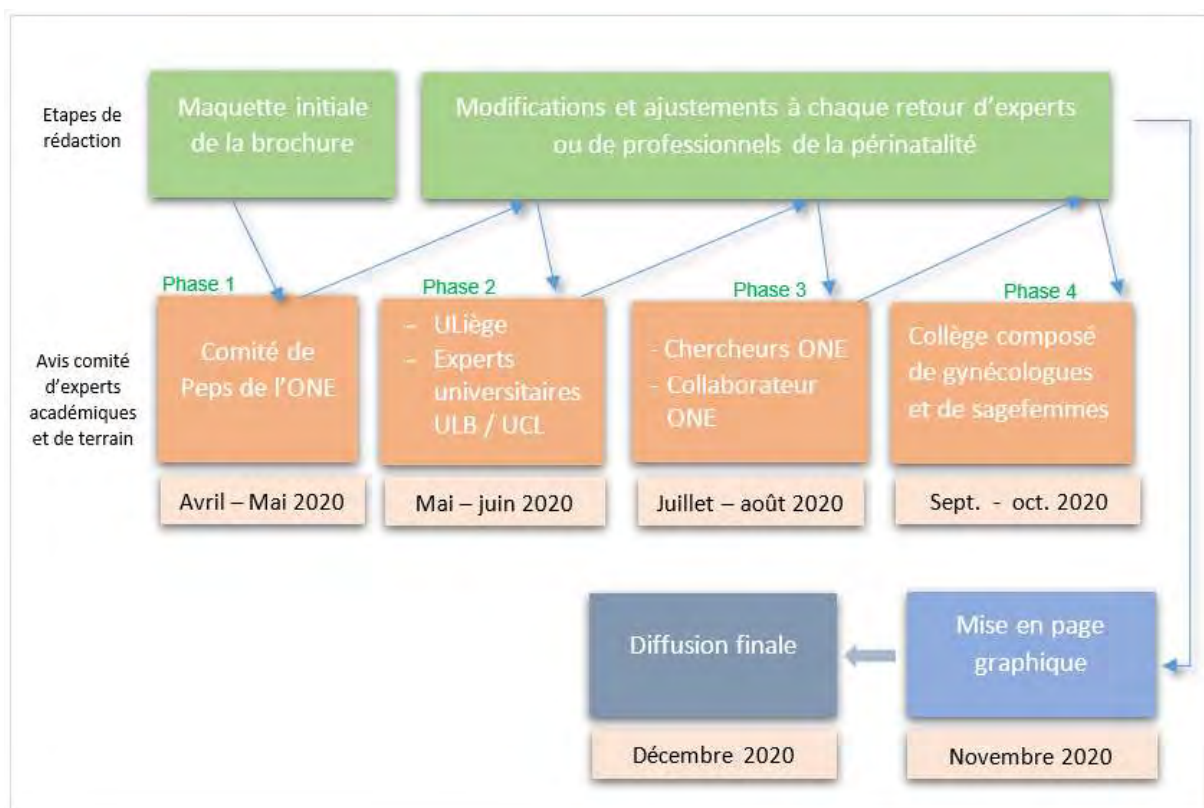 Etapes de
rédaction
Maquette initiale
de la brochure
Modifications et ajustements à chaque retour d'experts
ou de professionnels de la périnatalité
Avis comité
d'experts
académiques
et de terrain
Phase 1
Comité de
Peps de l'ONE
Avril – Mai 2020
Phase 2
– ULiège
– Experts
universitaires
ULB / UCL
Mai – juin 2020
Phase 3
- Chercheurs ONE
- Collaborateur
ONE
Juillet – août 2020
Phase 4
Collège composé
de gynécologues
et de sagefemmes
Sept. - oct. 2020
Diffusion finale
Décembre 2020
Mise en page
graphique
Novembre 2020